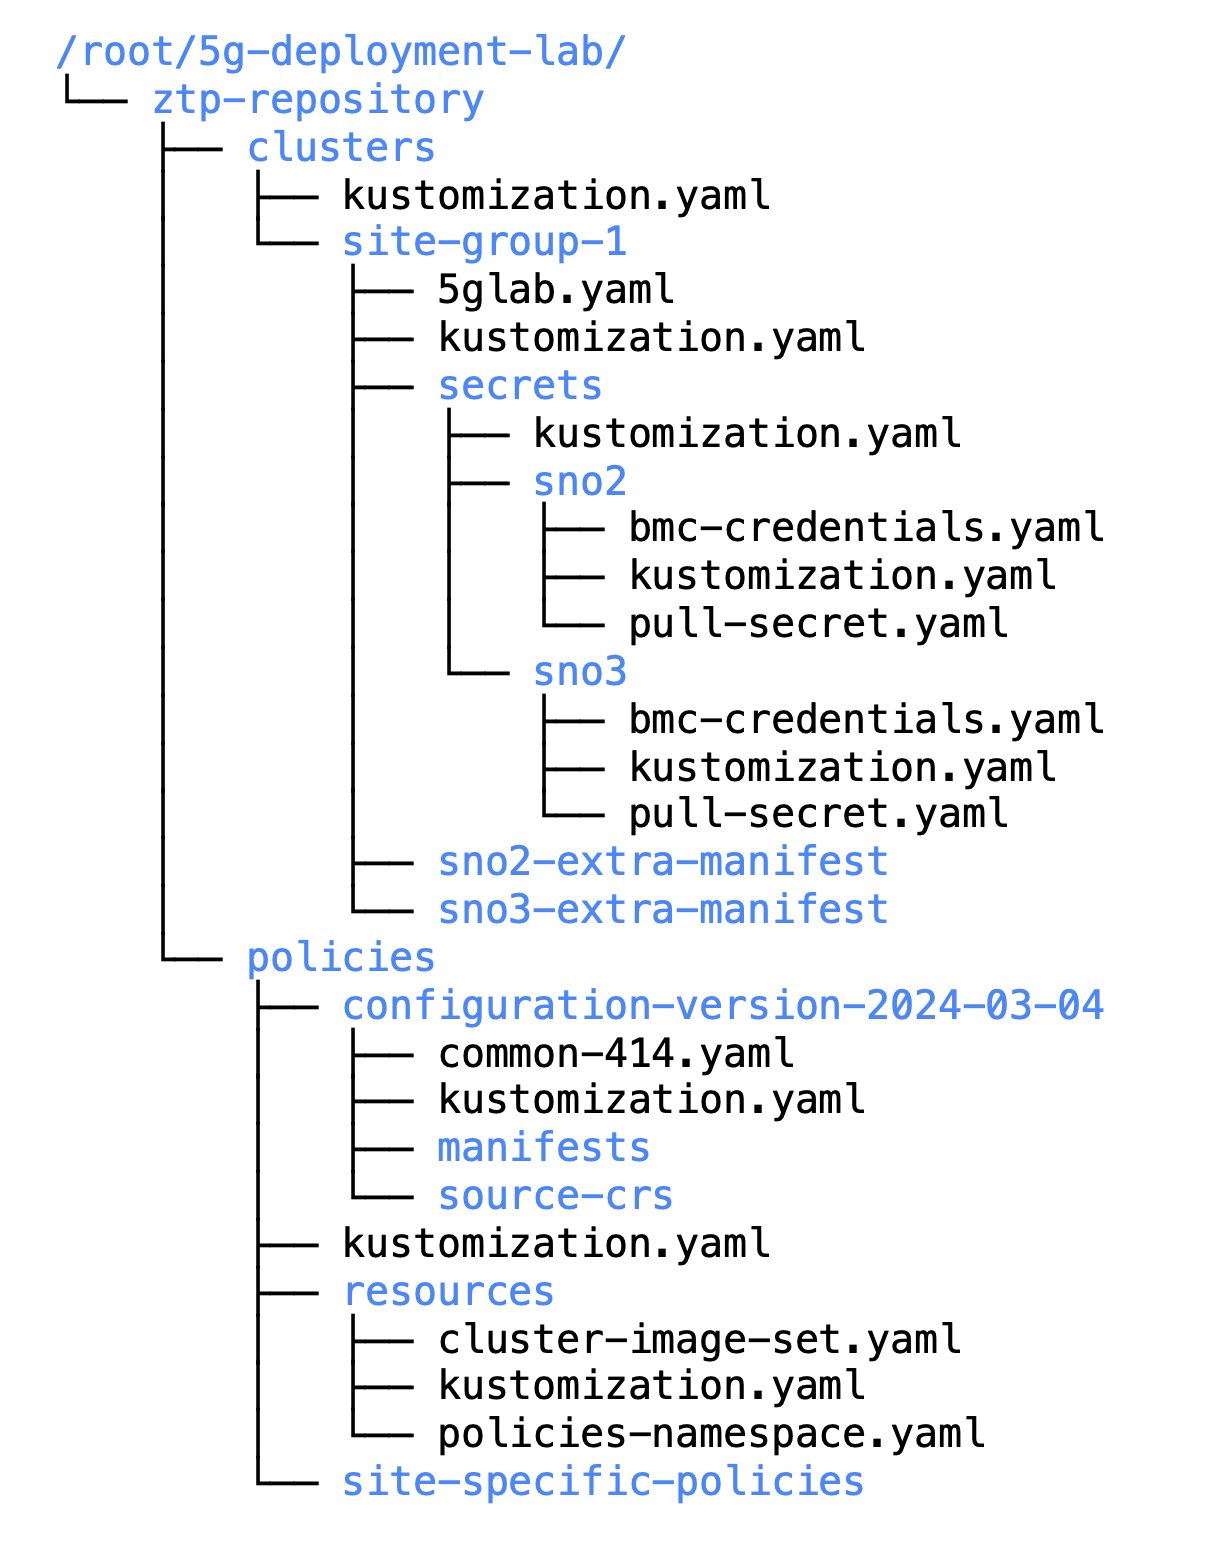 /root/5g-deployment-lab/
└── ztp-repository
    ├── clusters
    │   ├── kustomization.yaml
    │   └── site-group-1
    │       ├── 5glab.yaml
    │       ├── kustomization.yaml
    │       ├── secrets
    │       │   ├── kustomization.yaml
    │       │   ├── sno2
    │       │   │   ├── bmc-credentials.yaml
    │       │   │   ├── kustomization.yaml
    │       │   │   └── pull-secret.yaml
    │       │   └── sno3
    │       │       ├── bmc-credentials.yaml
    │       │       ├── kustomization.yaml
    │       │       └── pull-secret.yaml
    │       ├── sno2-extra-manifest
    │       └── sno3-extra-manifest
    └── policies
        ├── configuration-version-2024-03-04
        │   ├── common-414.yaml
        │   ├── kustomization.yaml
        │   ├── manifests
        │   └── source-crs
        ├── kustomization.yaml
        ├── resources
        │   ├── cluster-image-set.yaml
        │   ├── kustomization.yaml
        │   └── policies-namespace.yaml
        └── site-specific-policies